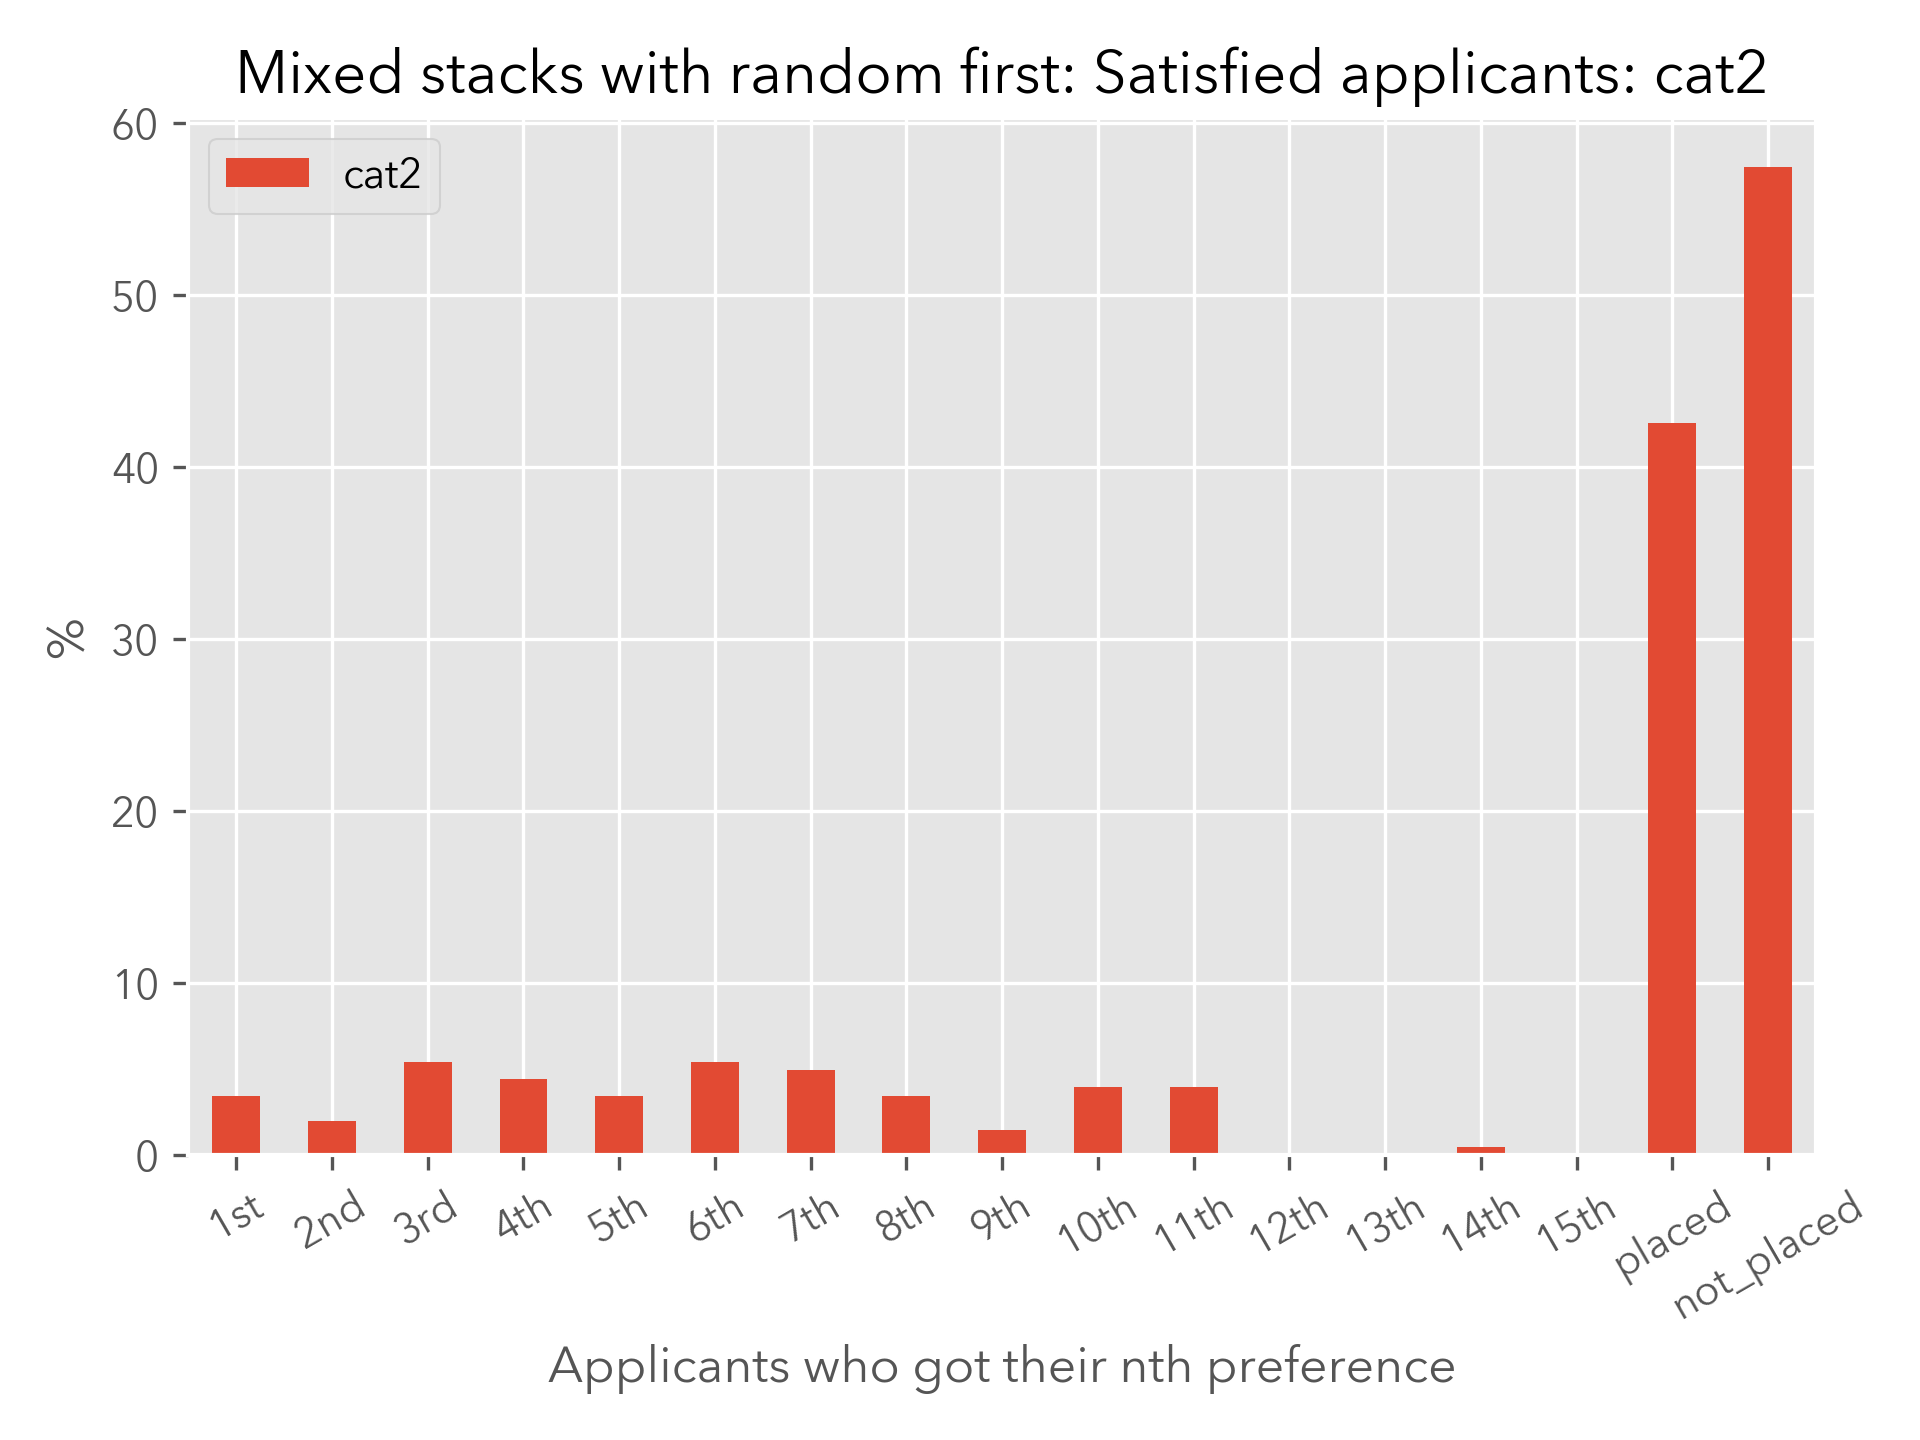 Mixed stacks with random first: Satisfied applicants: cat2
cat2
60
50
40
30
20
10
0
%
1st 2nd 3rd 4th 5th 6th 7th 8th 9th 10th 11th 12th 13th 14th 15th placed not_placed
Applicants who got their nth preference